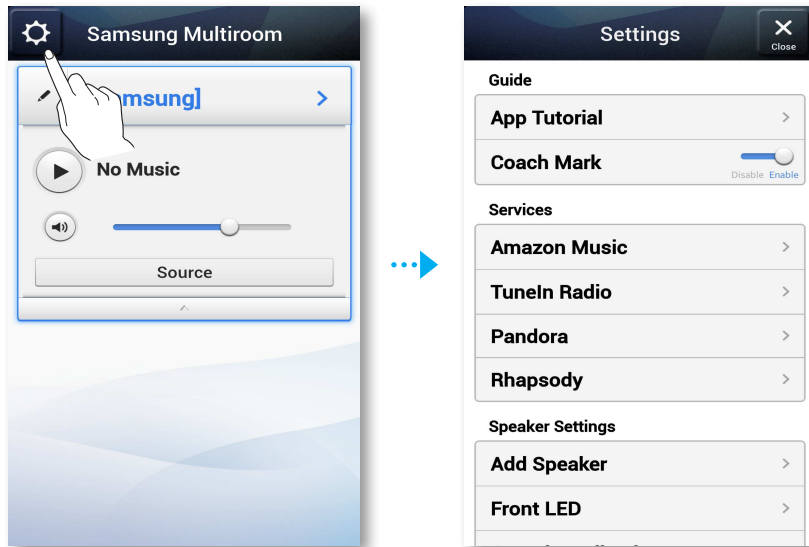 Samsung Multiroom
msung]
No Music
Source
Settings
Close
Guide
App Tutorial
Coach Mark
Disable Enable
Services
Amazon Music
TuneIn Radio
Pandora
Rhapsody
Speaker Settings
Add Speaker
Front LED